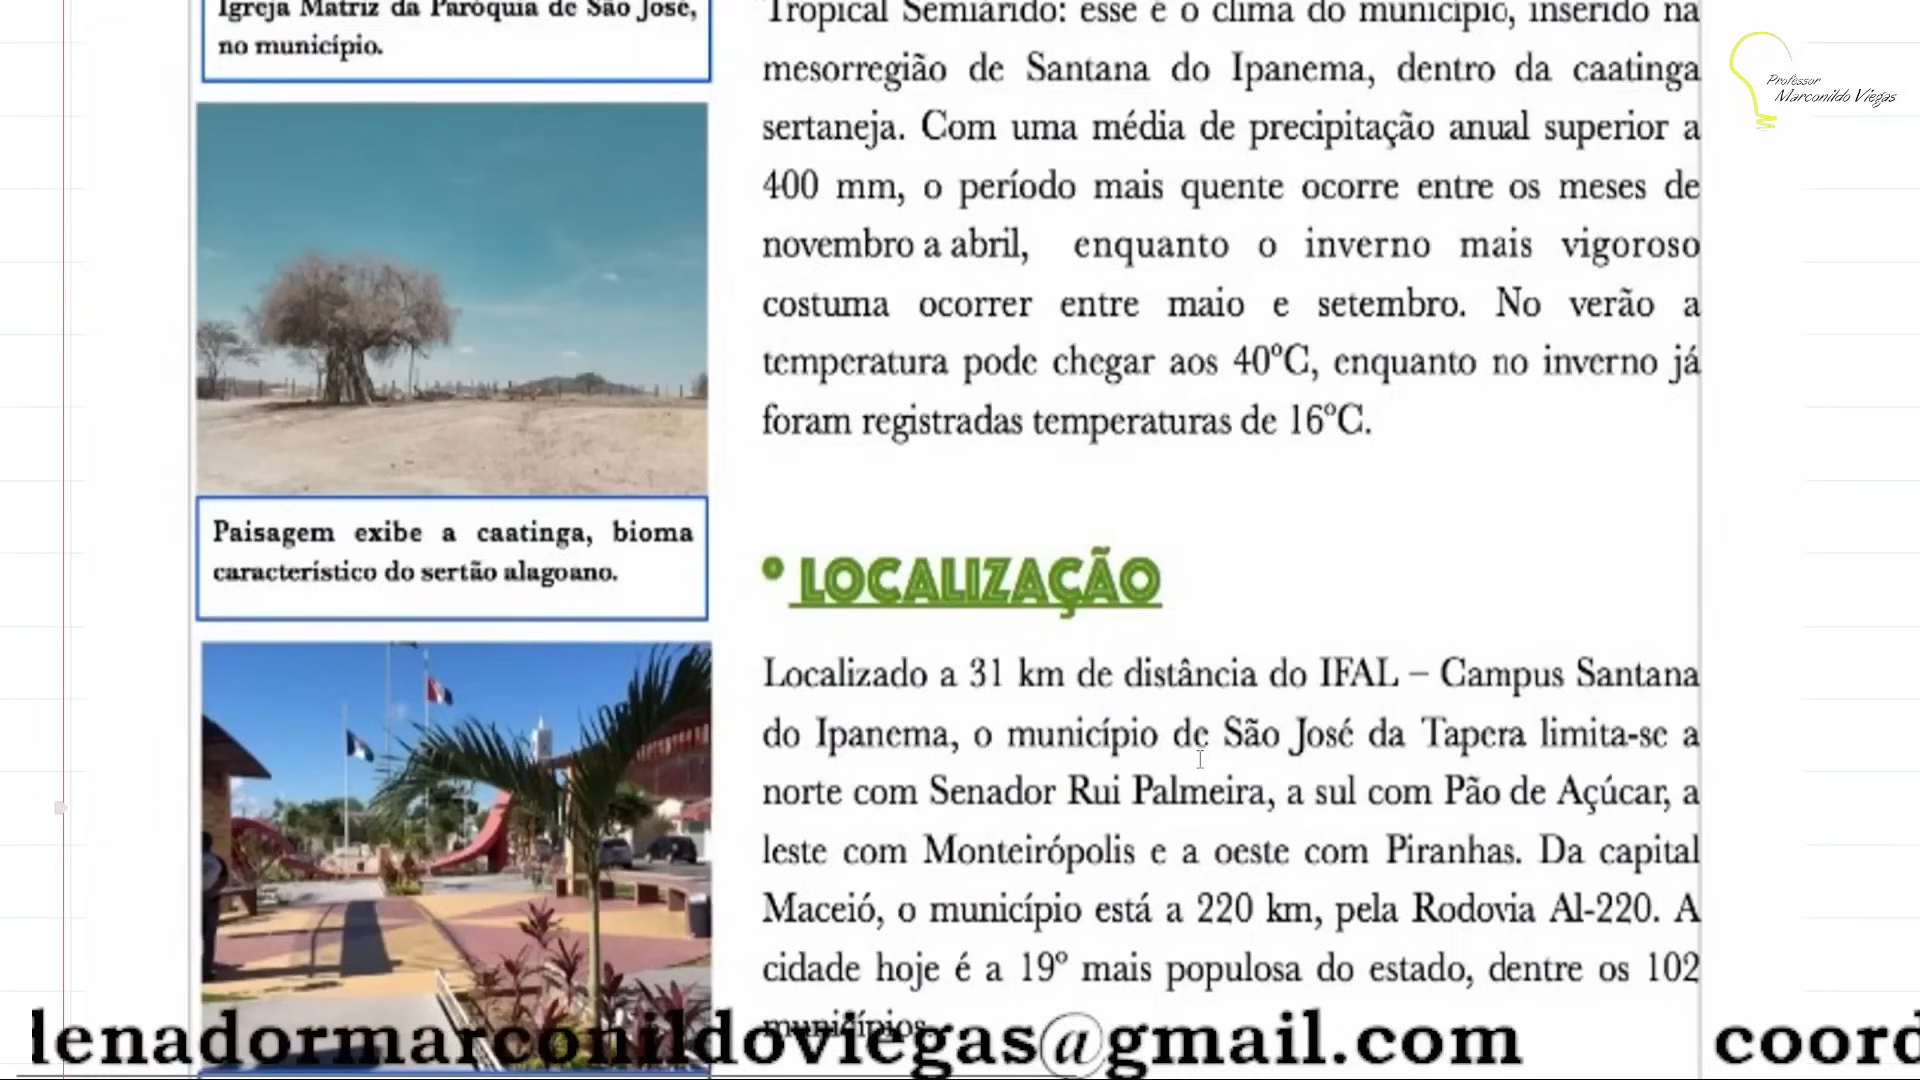 Igreja Matriz da Paróquia de São José,
no município.
Paisagem exibe a caatinga, bioma
característico do sertão alagoano.
Tropical Semiárido: esse é o clima do município, inserido na
mesorregião de Santana do Ipanema, dentro da caatinga
sertaneja. Com uma média de precipitação anual superior a
400 mm, o período mais quente ocorre entre os meses de
novembro a abril, enquanto o inverno mais vigoroso
costuma ocorrer entre maio e setembro. No verão a
temperatura pode chegar aos 40ºC, enquanto no inverno já
foram registradas temperaturas de 16ºC.
º LOCALIZAÇÃO
Localizado a 31 km de distância do IFAL – Campus Santana
do Ipanema, o município de São José da Tapera limita-se a
norte com Senador Rui Palmeira, a sul com Pão de Açúcar, a
leste com Monteirópolis e a oeste com Piranhas. Da capital
Maceió, o município está a 220 km, pela Rodovia Al-220. A
cidade hoje é a 19º mais populosa do estado, dentre os 102
municípios.
Professor
Marconildo Viegas
denadormarconildoviegas@gmail.com coord